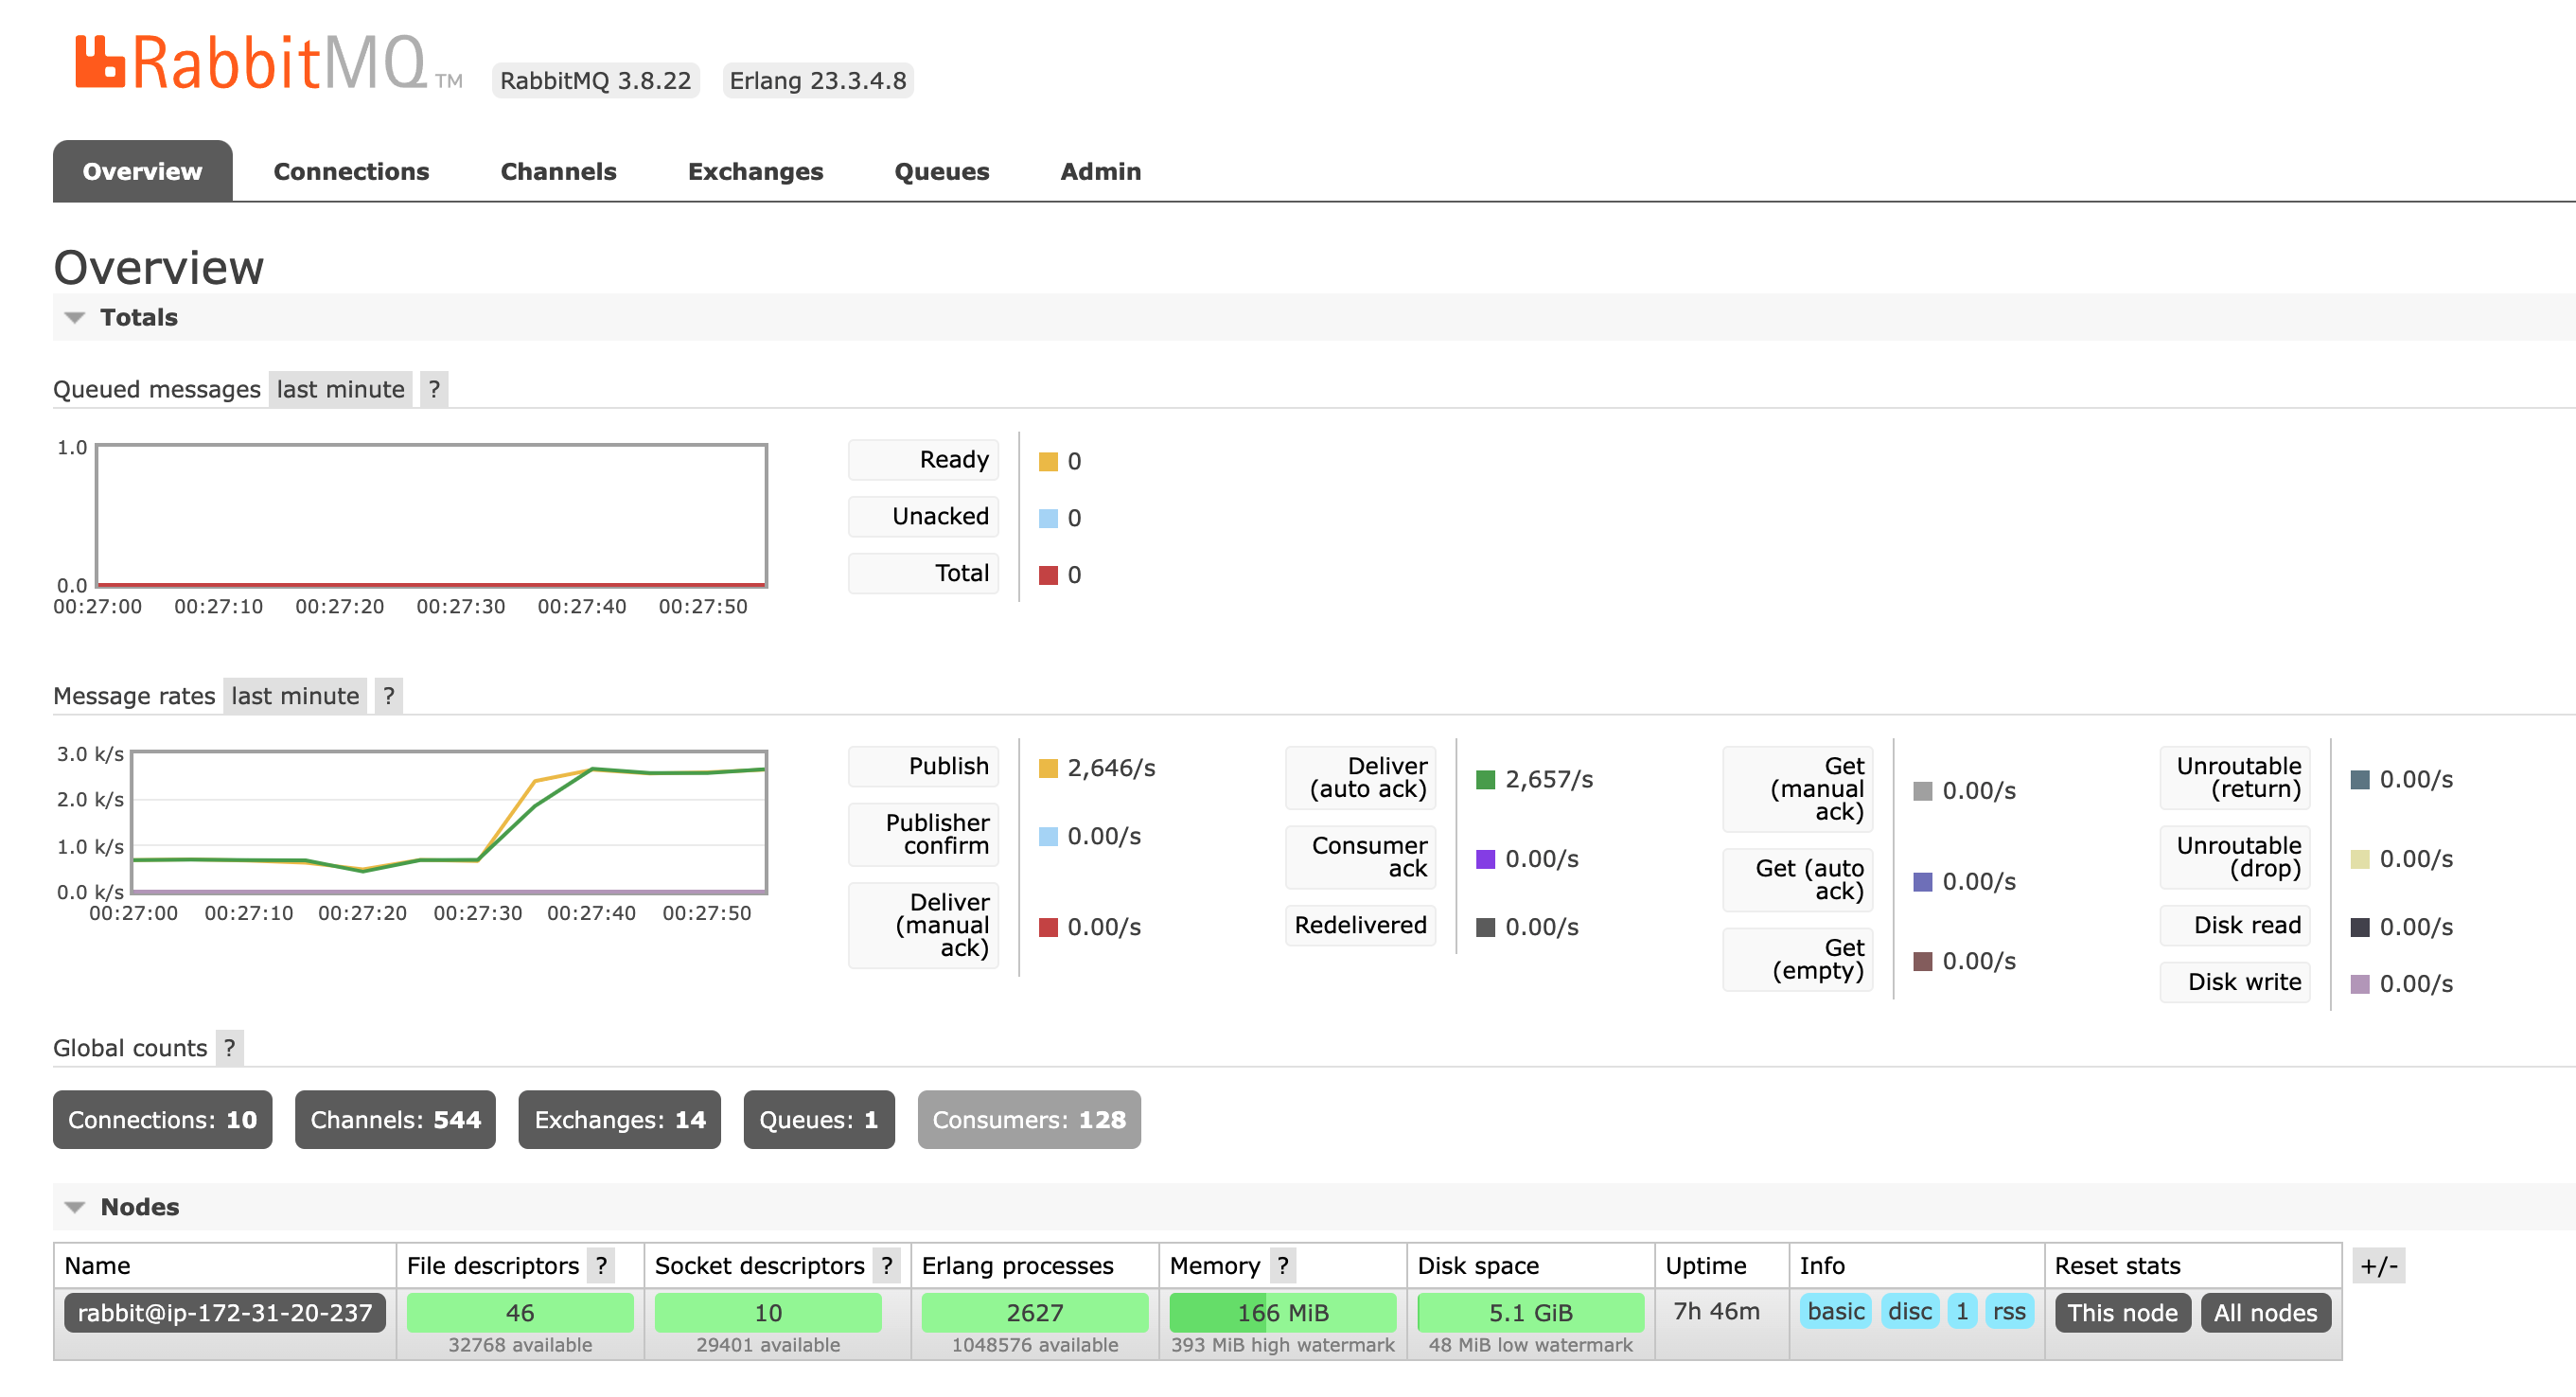 RabbitMQ TM RabbitMQ 3.8.22 Erlang 23.3.4.8
Overview Connections Channels Exchanges Queues Admin
Overview
Totals
Queued messages last minute ?
1.0
0.0
00:27:00 00:27:10 00:27:20 00:27:30 00:27:40 00:27:50
Ready 0
Unacked 0
Total 0
Message rates last minute ?
3.0 k/s
2.0 k/s
1.0 k/s
0.0 k/s
00:27:00 00:27:10 00:27:20 00:27:30 00:27:40 00:27:50
Publish 2,646/s
Publisher
confirm 0.00/s
Deliver
(manual
ack) 0.00/s
Deliver
(auto ack) 2,657/s
Consumer
ack 0.00/s
Redelivered 0.00/s
Get
(manual
ack) 0.00/s
Get (auto
ack) 0.00/s
Get
(empty) 0.00/s
Unroutable
(return) 0.00/s
Unroutable
(drop) 0.00/s
Disk read 0.00/s
Disk write 0.00/s
Global counts ?
Connections: 10 Channels: 544 Exchanges: 14 Queues: 1 Consumers: 128
Nodes
Name File descriptors ? Socket descriptors ? Erlang processes Memory ? Disk space Uptime Info Reset stats +/-
rabbit@ip-172-31-20-237 46 10 2627 166 MiB 5.1 GiB 7h 46m basic disc 1 rss This node All nodes
32768 available 29401 available 1048576 available 393 MiB high watermark 48 MiB low watermark